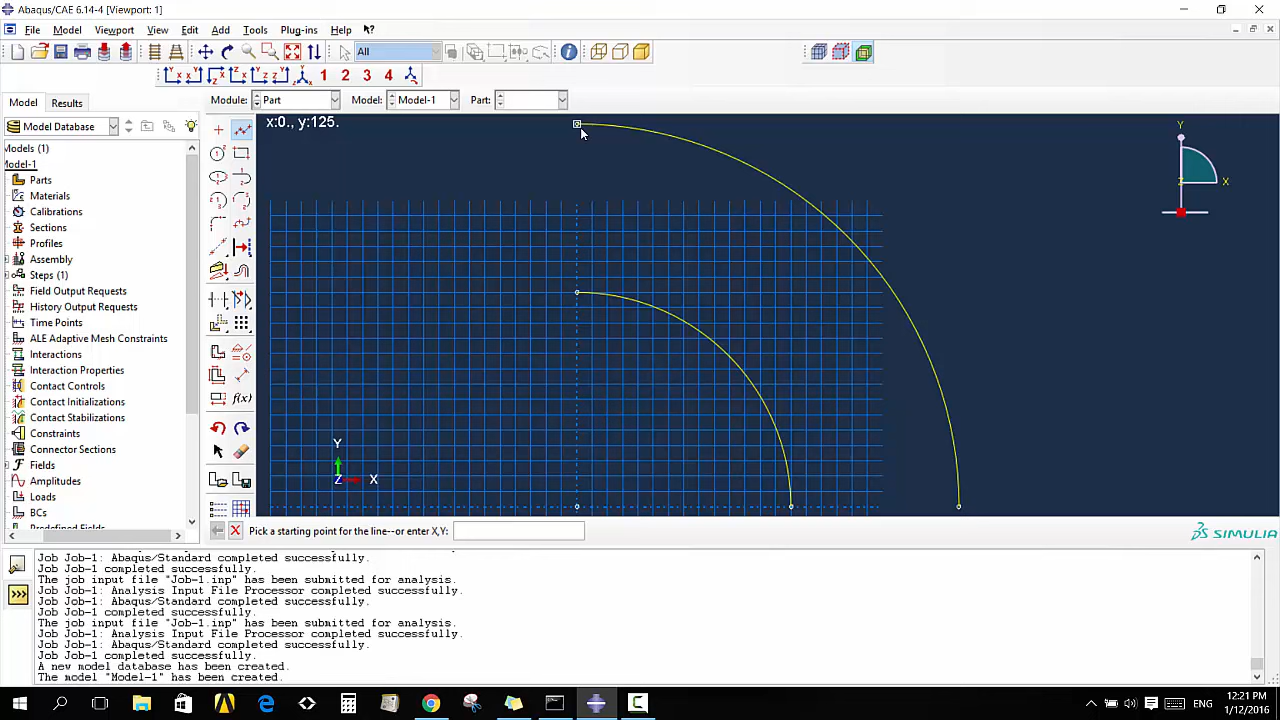 Abaqus/CAE 6.14-4 [Viewport: 1]
File Model Viewport View Edit Add Tools Plug-ins Help
All
1 2 3 4
Model Results
Module: Part Model: Model-1 Part:
Model Database
x:0., y:125.
Models (1)
Model-1
Parts
Materials
Calibrations
Sections
Profiles
Assembly
Steps (1)
Field Output Requests
History Output Requests
Time Points
ALE Adaptive Mesh Constraints
Interactions
Interaction Properties
Contact Controls
Contact Initializations
Contact Stabilizations
Constraints
Connector Sections
Fields
Amplitudes
Loads
BCs
Predefined Fields
f(x)
Y
X
Z
Y
Z X
Pick a starting point for the line--or enter X,Y:
SIMULIA
Job Job-1: Abaqus/Standard completed successfully.
Job Job-1 completed successfully.
The job input file "Job-1.inp" has been submitted for analysis.
Job Job-1: Analysis Input File Processor completed successfully.
Job Job-1: Abaqus/Standard completed successfully.
Job Job-1 completed successfully.
The job input file "Job-1.inp" has been submitted for analysis.
Job Job-1: Analysis Input File Processor completed successfully.
Job Job-1: Abaqus/Standard completed successfully.
Job Job-1 completed successfully.
A new model database has been created.
The model "Model-1" has been created.
>>>
12:21 PM
1/12/2016